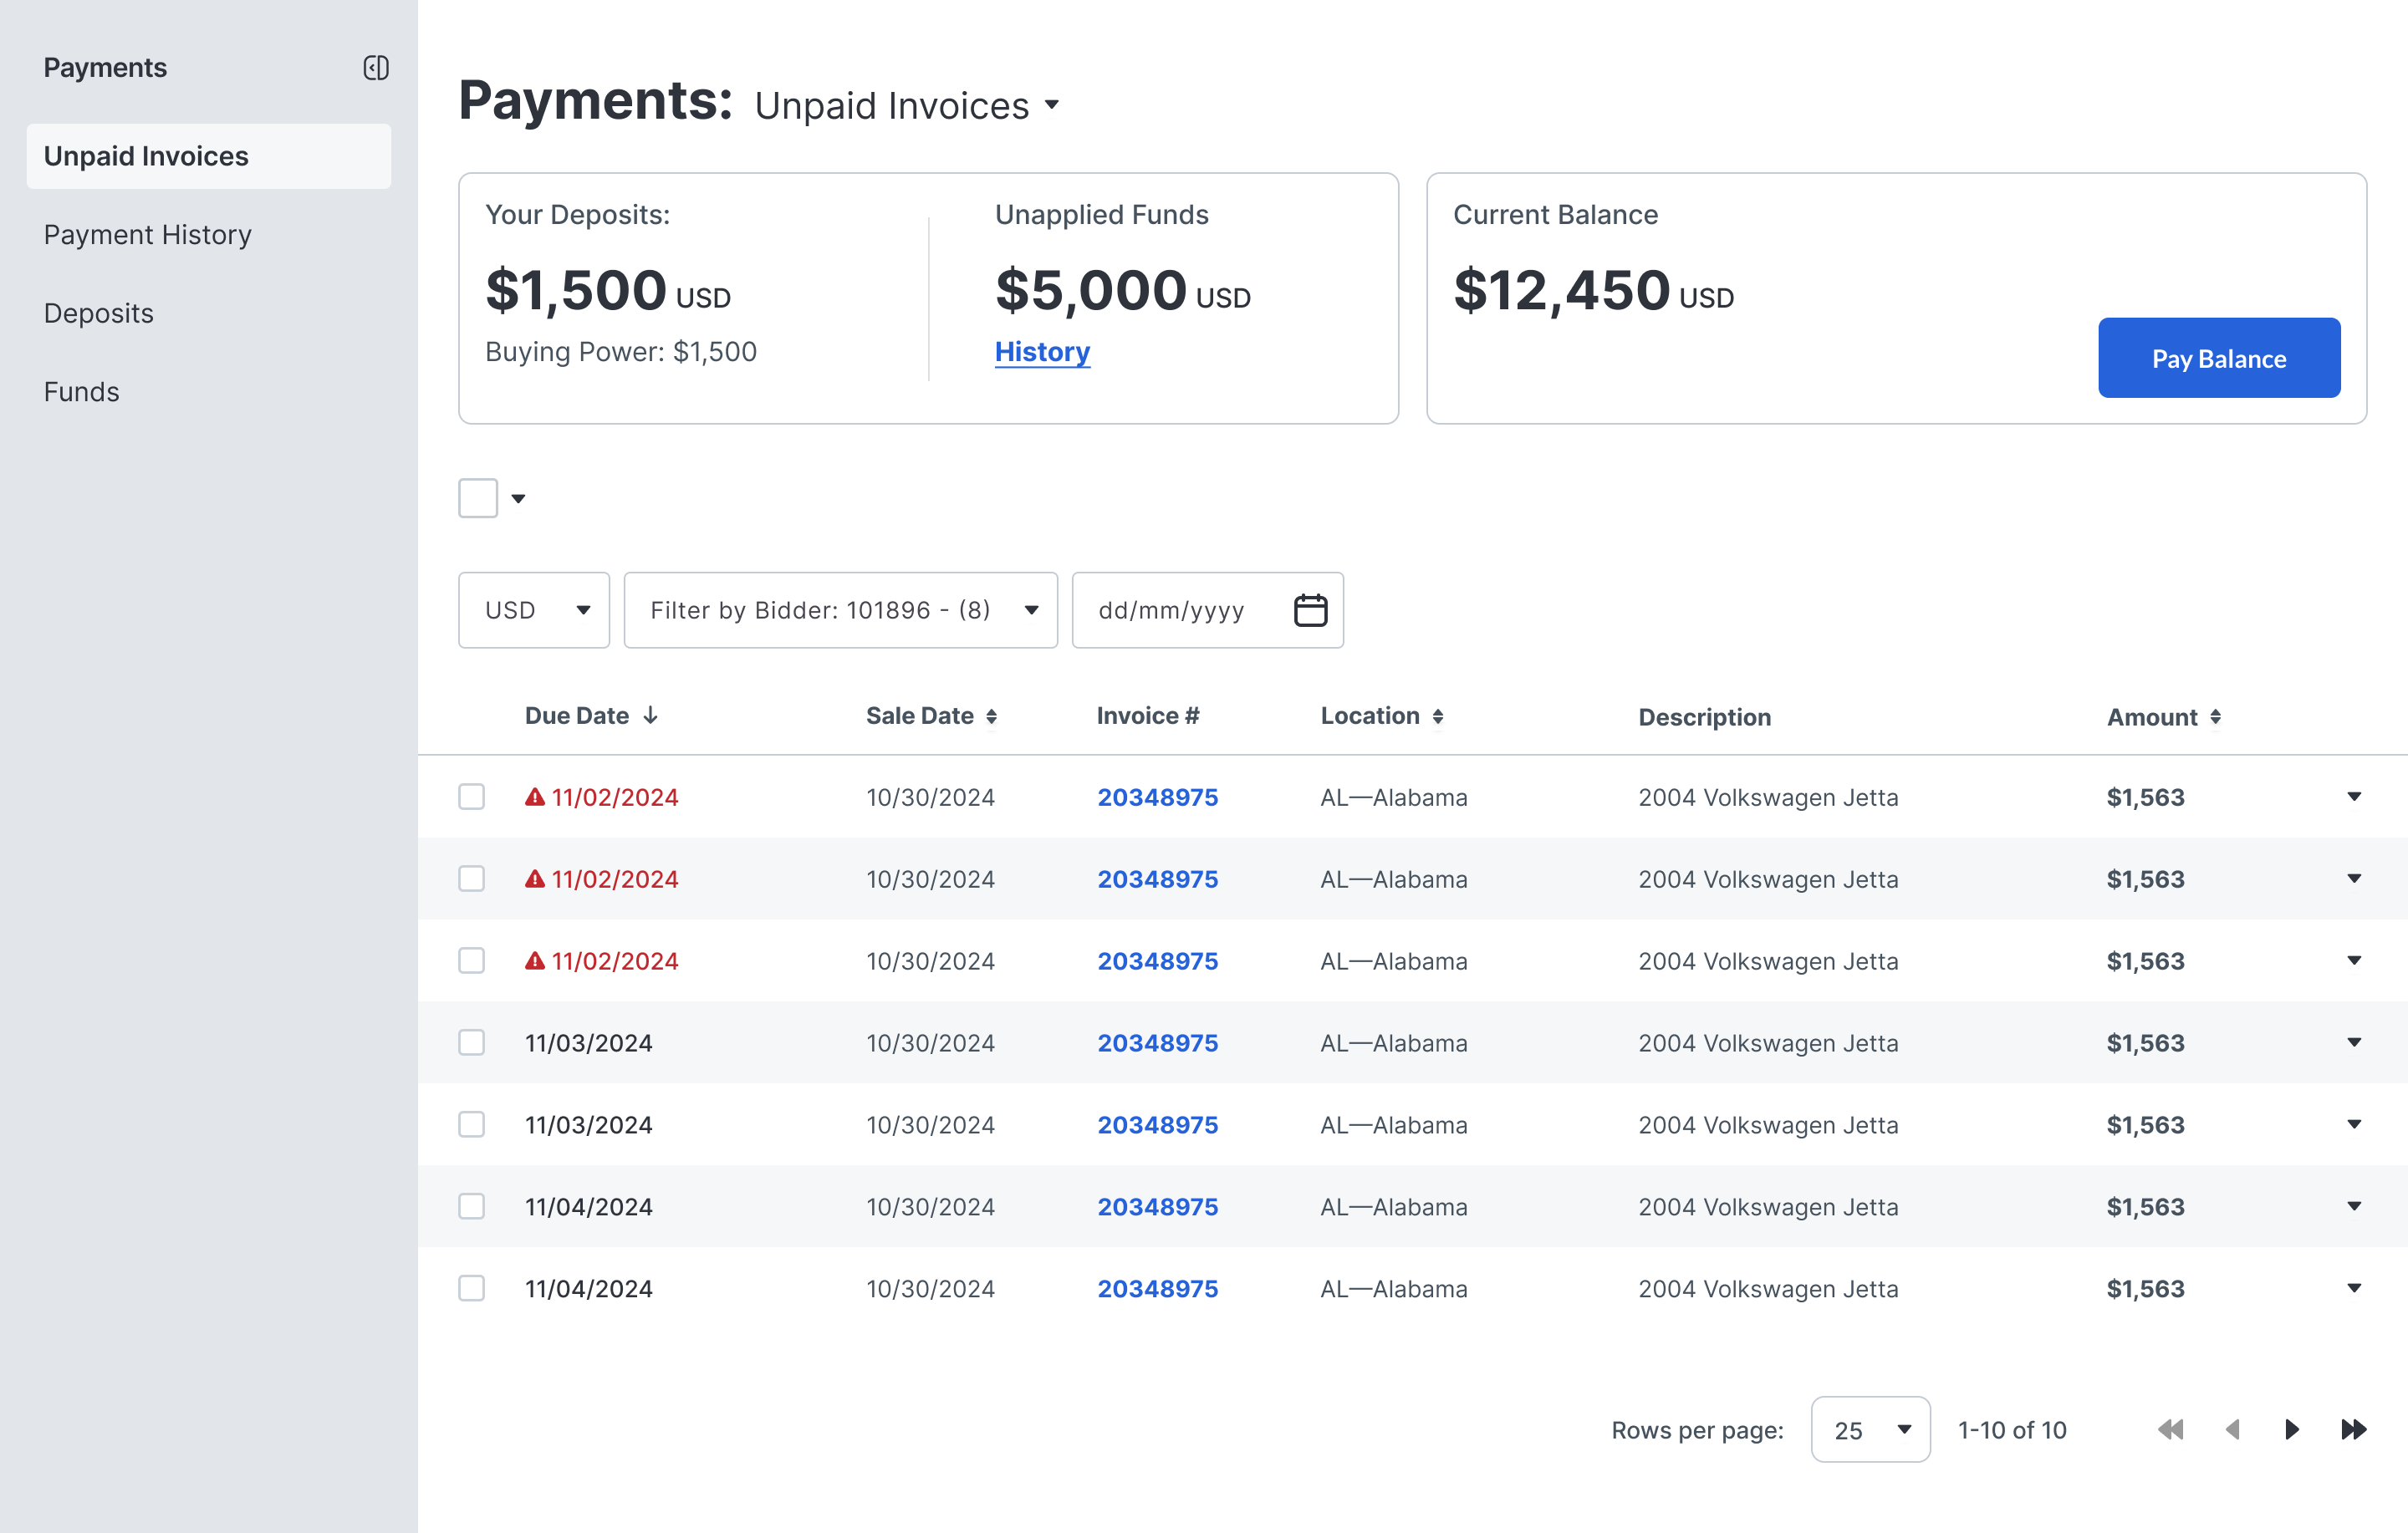 Payments
Unpaid Invoices
Payment History
Deposits
Funds
Payments: Unpaid Invoices
Your Deposits:
$1,500 USD
Buying Power: $1,500
Unapplied Funds
$5,000 USD
History
Current Balance
$12,450 USD
Pay Balance
USD
Filter by Bidder: 101896 - (8)
dd/mm/yyyy
Due Date Sale Date Invoice # Location Description Amount
11/02/2024 10/30/2024 20348975 AL—Alabama 2004 Volkswagen Jetta $1,563
11/02/2024 10/30/2024 20348975 AL—Alabama 2004 Volkswagen Jetta $1,563
11/02/2024 10/30/2024 20348975 AL—Alabama 2004 Volkswagen Jetta $1,563
11/03/2024 10/30/2024 20348975 AL—Alabama 2004 Volkswagen Jetta $1,563
11/03/2024 10/30/2024 20348975 AL—Alabama 2004 Volkswagen Jetta $1,563
11/04/2024 10/30/2024 20348975 AL—Alabama 2004 Volkswagen Jetta $1,563
11/04/2024 10/30/2024 20348975 AL—Alabama 2004 Volkswagen Jetta $1,563
Rows per page: 25 1-10 of 10